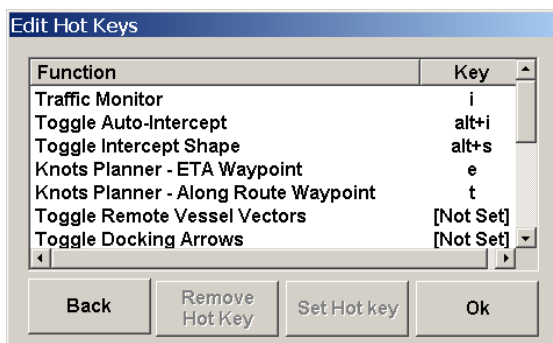 Edit Hot Keys
Function Key
Traffic Monitor i
Toggle Auto-Intercept alt+i
Toggle Intercept Shape alt+s
Knots Planner - ETA Waypoint e
Knots Planner - Along Route Waypoint t
Toggle Remote Vessel Vectors [Not Set]
Toggle Docking Arrows [Not Set]
Back Remove Hot Key Set Hot key Ok